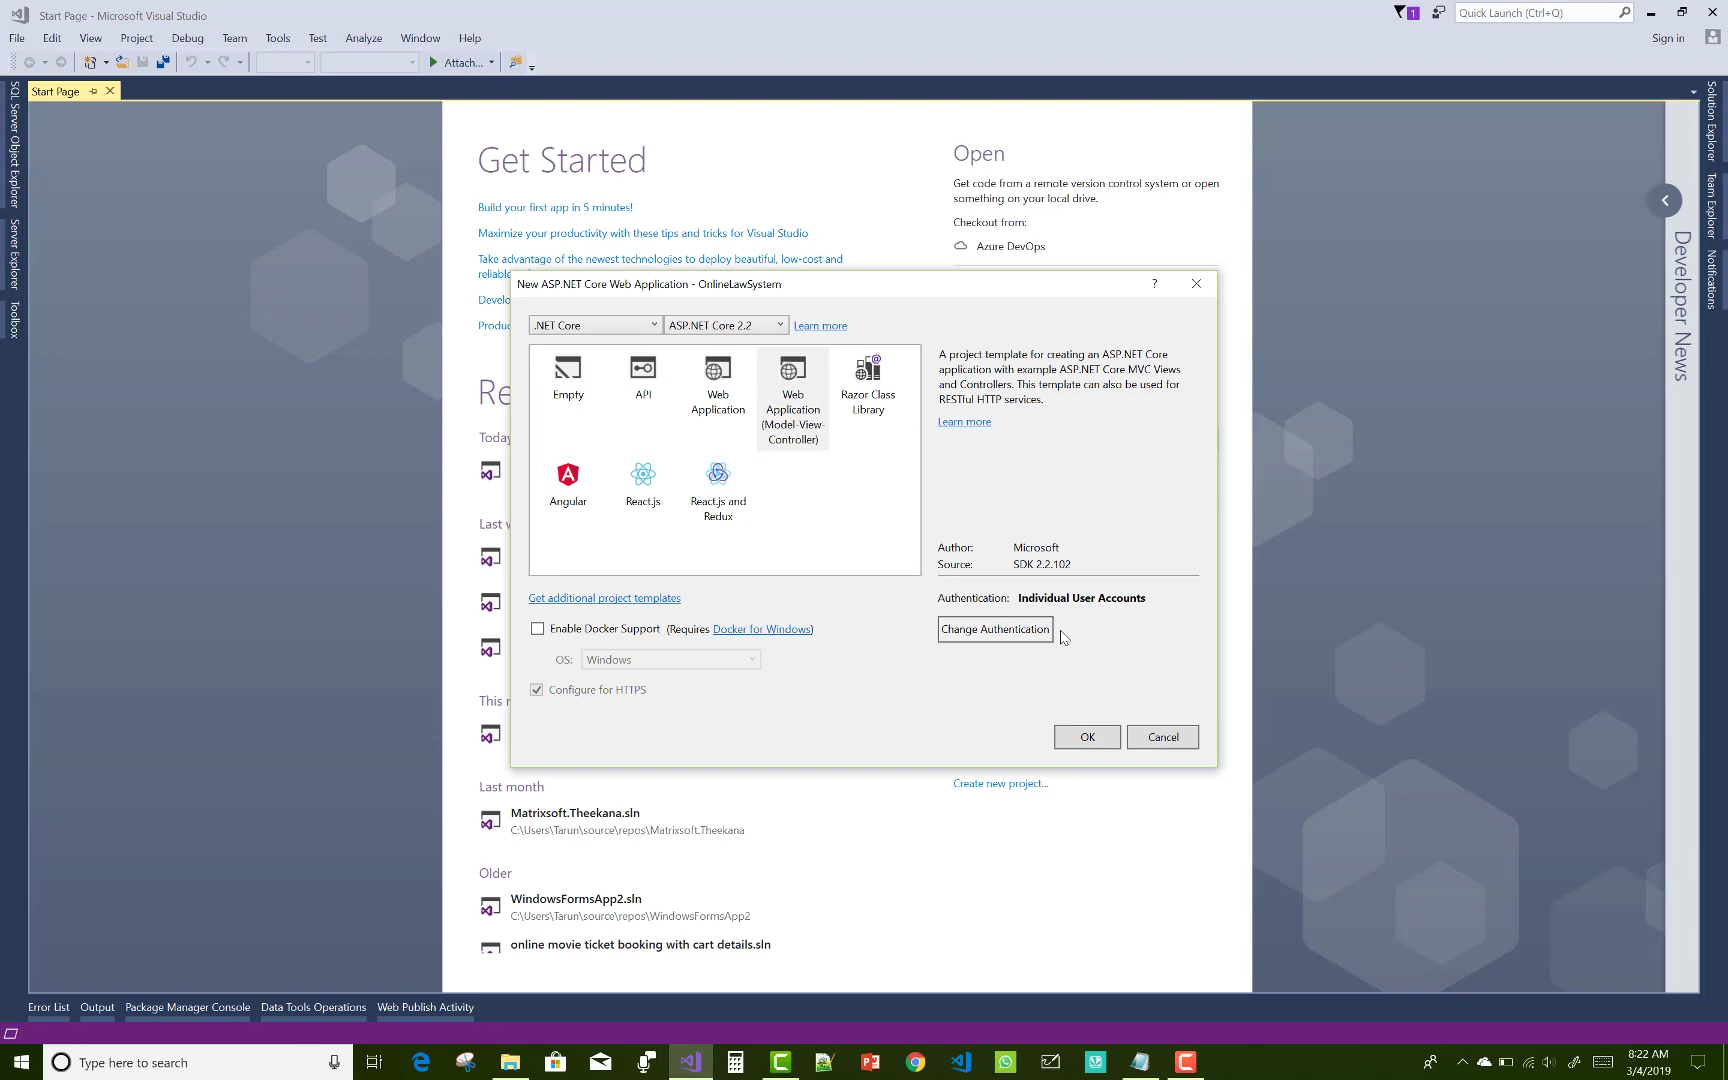 Start Page - Microsoft Visual Studio
1
Quick Launch (Ctrl+Q)
File Edit View Project Debug Team Tools Test Analyze Window Help
Sign in
Attach...
Start Page
SQL Server Object Explorer
Server Explorer
Toolbox
Get Started
Build your first app in 5 minutes!
Maximize your productivity with these tips and tricks for Visual Studio
Take advantage of the newest technologies to deploy beautiful, low-cost and
reliable
Develo
Produc
Open
Get code from a remote version control system or open
something on your local drive.
Checkout from:
Azure DevOps
New ASP.NET Core Web Application - OnlineLawSystem
?
.NET Core
ASP.NET Core 2.2
Learn more
Empty
API
Web
Application
Web
Application
(Model-View-
Controller)
Razor Class
Library
Angular
React.js
React.js and
Redux
A project template for creating an ASP.NET Core
application with example ASP.NET Core MVC Views
and Controllers. This template can also be used for
RESTful HTTP services.
Learn more
Author: Microsoft
Source: SDK 2.2.102
Get additional project templates
Authentication: Individual User Accounts
Enable Docker Support (Requires Docker for Windows)
Change Authentication
OS: Windows
Configure for HTTPS
OK
Cancel
Re
Today
Last w
This m
Last month
Matrixsoft.Theekana.sln
C:\Users\Tarun\source\repos\Matrixsoft.Theekana
Older
WindowsFormsApp2.sln
C:\Users\Tarun\source\repos\WindowsFormsApp2
online movie ticket booking with cart details.sln
Create new project...
Developer News
Solution Explorer
Team Explorer
Notifications
Error List Output Package Manager Console Data Tools Operations Web Publish Activity
Type here to search
8:22 AM
3/4/2019